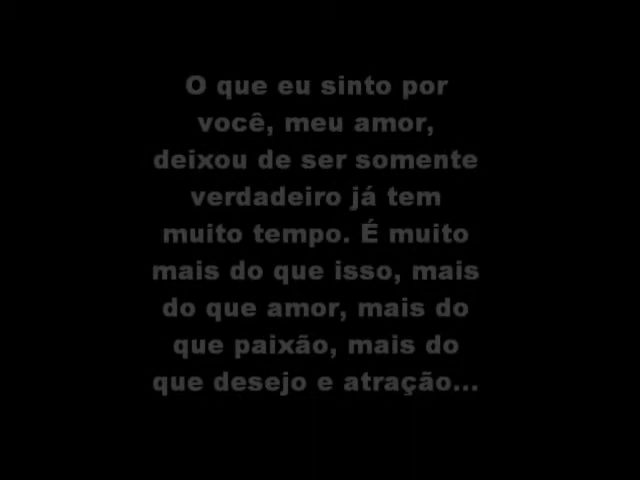 O que eu sinto por
você, meu amor,
deixou de ser somente
verdadeiro já tem
muito tempo. É muito
mais do que isso, mais
do que amor, mais do
que paixão, mais do
que desejo e atração...